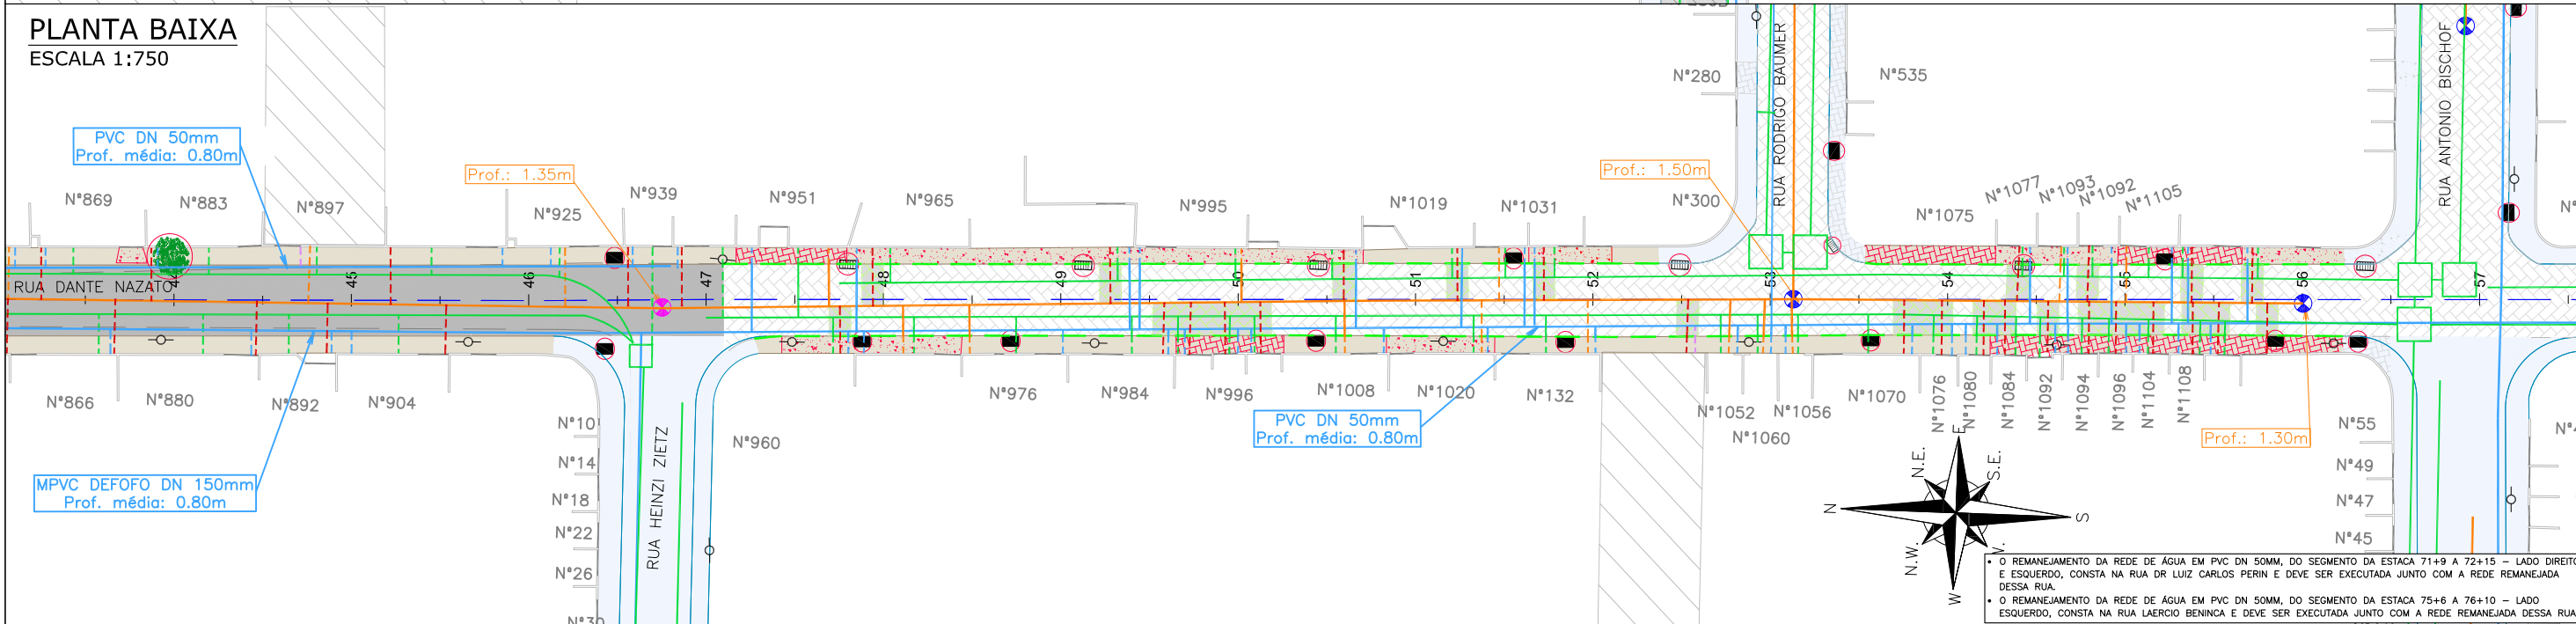 PLANTA BAIXA
ESCALA 1:750
PVC DN 50mm
Prof. média: 0.80m
Prof.: 1.35m
Prof.: 1.50m
N°280
N°535
N°300
RUA RODRIGO BAUMER
RUA ANTONIO BISCHOF
N°869
N°883
N°897
N°925
N°939
N°951
N°965
N°995
N°1019
N°1031
N°1075
N°1077
N°1093
N°1092
N°1105
RUA DANTE NAZATO
44
45
46
47
48
49
50
51
52
53
54
55
56
57
N°866
N°880
N°892
N°904
N°976
N°984
N°996
N°1008
N°1020
N°132
N°1052
N°1060
N°1056
N°1070
N°1076
N°1080
N°1084
N°1092
N°1094
N°1096
N°1104
N°1108
PVC DN 50mm
Prof. média: 0.80m
Prof.: 1.30m
MPVC DEFOFO DN 150mm
Prof. média: 0.80m
N°10
N°14
N°18
N°22
N°26
N°30
RUA HEINZI ZIETZ
N°960
N°55
N°49
N°47
N°45
E
N.E.
S.E.
N
S
N.W.
W
• O REMANEJAMENTO DA REDE DE ÁGUA EM PVC DN 50MM, DO SEGMENTO DA ESTACA 71+9 A 72+15 – LADO DIREITO
E ESQUERDO, CONSTA NA RUA DR LUIZ CARLOS PERIN E DEVE SER EXECUTADA JUNTO COM A REDE REMANEJADA
DESSA RUA.
• O REMANEJAMENTO DA REDE DE ÁGUA EM PVC DN 50MM, DO SEGMENTO DA ESTACA 75+6 A 76+10 – LADO
ESQUERDO, CONSTA NA RUA LAERCIO BENINCA E DEVE SER EXECUTADA JUNTO COM A REDE REMANEJADA DESSA RUA